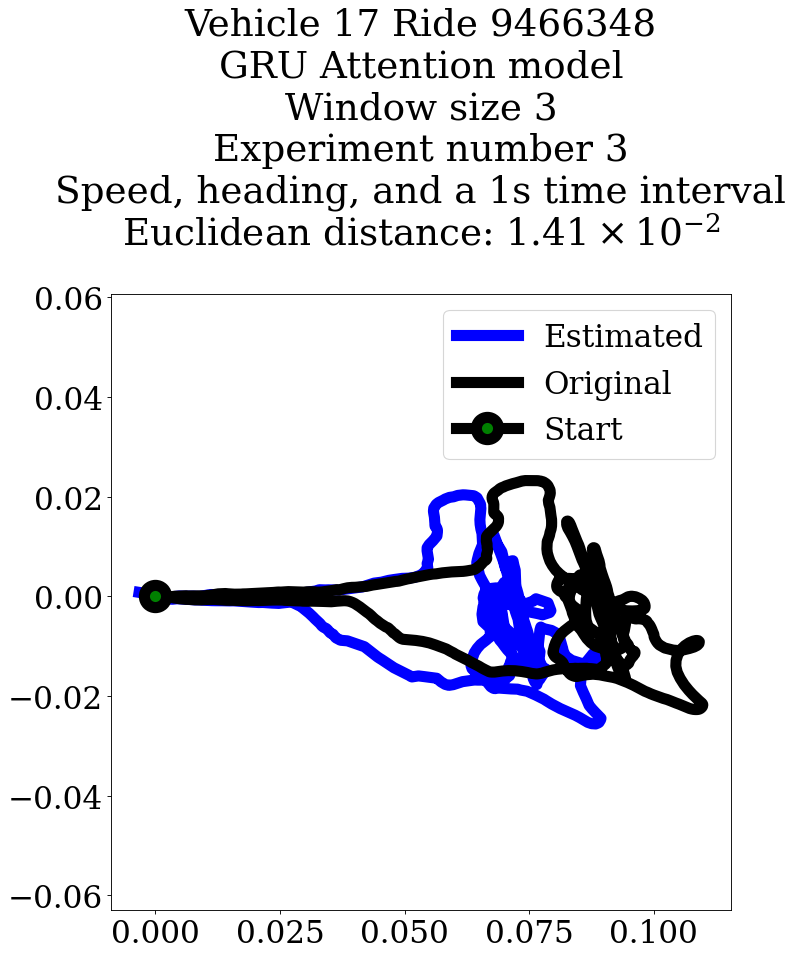 Vehicle 17 Ride 9466348
GRU Attention model
Window size 3
Experiment number 3
Speed, heading, and a 1s time interval
Euclidean distance: 1.41 × 10⁻²
0.06
0.04
0.02
0.00
−0.02
−0.04
−0.06
Estimated
Original
Start
0.000 0.025 0.050 0.075 0.100